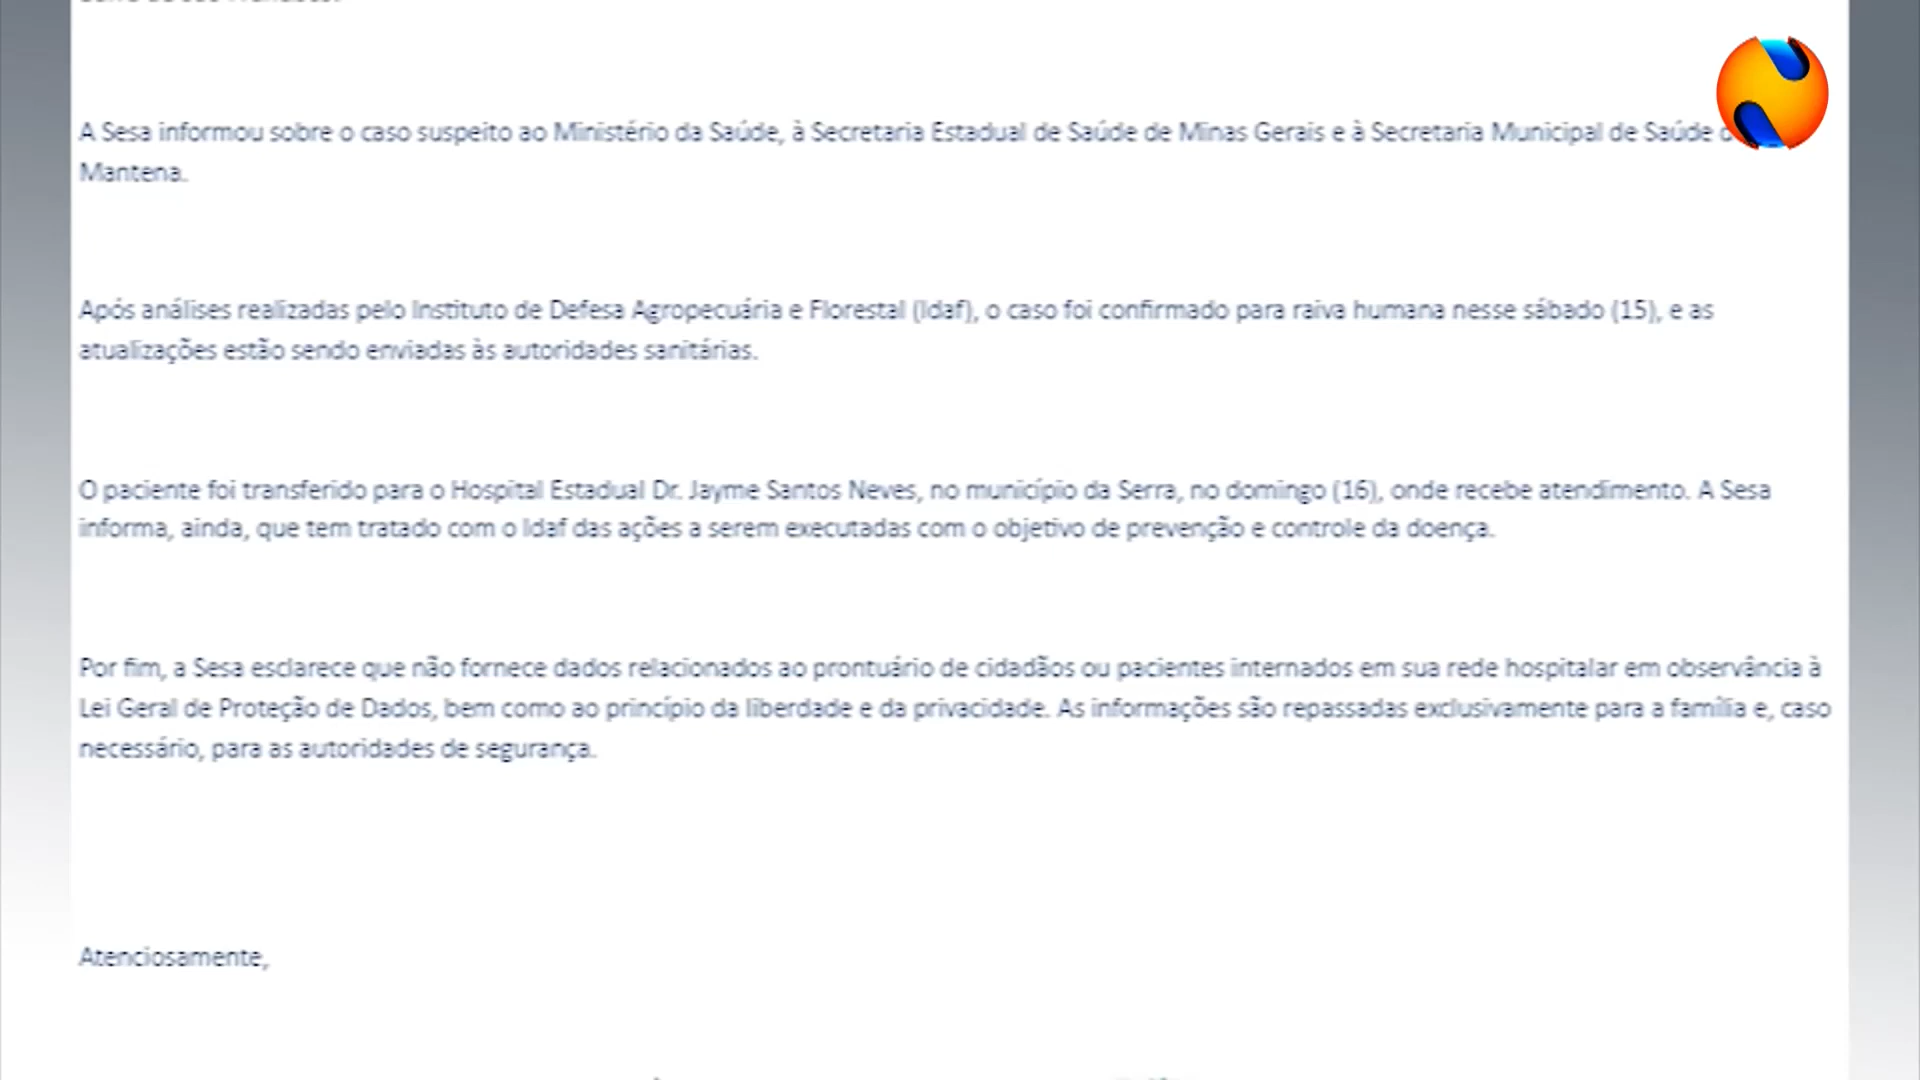 A Sesa informou sobre o caso suspeito ao Ministério da Saúde, à Secretaria Estadual de Saúde de Minas Gerais e à Secretaria Municipal de Saúde
Mantena.
Após análises realizadas pelo Instituto de Defesa Agropecuária e Florestal (Idaf), o caso foi confirmado para raiva humana nesse sábado (15), e as
atualizações estão sendo enviadas às autoridades sanitárias.
O paciente foi transferido para o Hospital Estadual Dr. Jayme Santos Neves, no município da Serra, no domingo (16), onde recebe atendimento. A Sesa
informa, ainda, que tem tratado com o Idaf das ações a serem executadas com o objetivo de prevenção e controle da doença.
Por fim, a Sesa esclarece que não fornece dados relacionados ao prontuário de cidadãos ou pacientes internados em sua rede hospitalar em observância à
Lei Geral de Proteção de Dados, bem como ao princípio da liberdade e da privacidade. As informações são repassadas exclusivamente para a família e, caso
necessário, para as autoridades de segurança.
Atenciosamente,